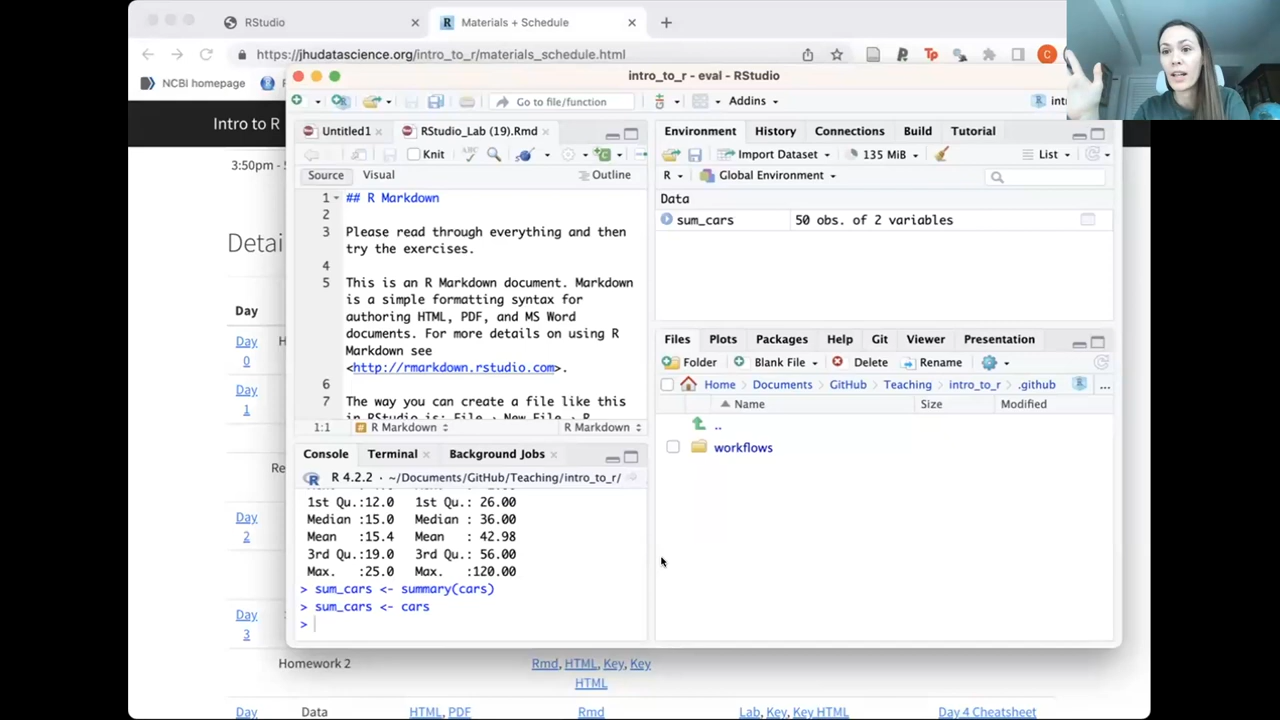 RStudio
Materials + Schedule
https://jhudatascience.org/intro_to_r/materials_schedule.html
NCBI homepage
Intro to R
3:50pm -
Detai
Day
Day
0
Day
1
Re
Day
2
Day
3
Homework 2
Rmd, HTML, Key, Key
HTML
Day
Data
HTML, PDF
Rmd
Lab, Key, Key HTML
Day 4 Cheatsheet
intro_to_r - eval - RStudio
Go to file/function
Addins
int
Untitled1
RStudio_Lab (19).Rmd
Knit
ABC
Source
Visual
Outline
1 ## R Markdown
2
3 Please read through everything and then
try the exercises.
4
5 This is an R Markdown document. Markdown
is a simple formatting syntax for
authoring HTML, PDF, and MS Word
documents. For more details on using R
Markdown see
<http://rmarkdown.rstudio.com>.
6
7 The way you can create a file like this
in RStudio is: File → New File → R
1:1
R Markdown
R Markdown
Console
Terminal
Background Jobs
R 4.2.2 · ~/Documents/GitHub/Teaching/intro_to_r/
1st Qu.:12.0 1st Qu.: 26.00
Median :15.0 Median : 36.00
Mean :15.4 Mean : 42.98
3rd Qu.:19.0 3rd Qu.: 56.00
Max. :25.0 Max. :120.00
> sum_cars <- summary(cars)
> sum_cars <- cars
>
Environment
History
Connections
Build
Tutorial
Import Dataset
135 MiB
List
R
Global Environment
Data
sum_cars
50 obs. of 2 variables
Files
Plots
Packages
Help
Git
Viewer
Presentation
Folder
Blank File
Delete
Rename
Home
Documents
GitHub
Teaching
intro_to_r
.github
...
Name
Size
Modified
..
workflows